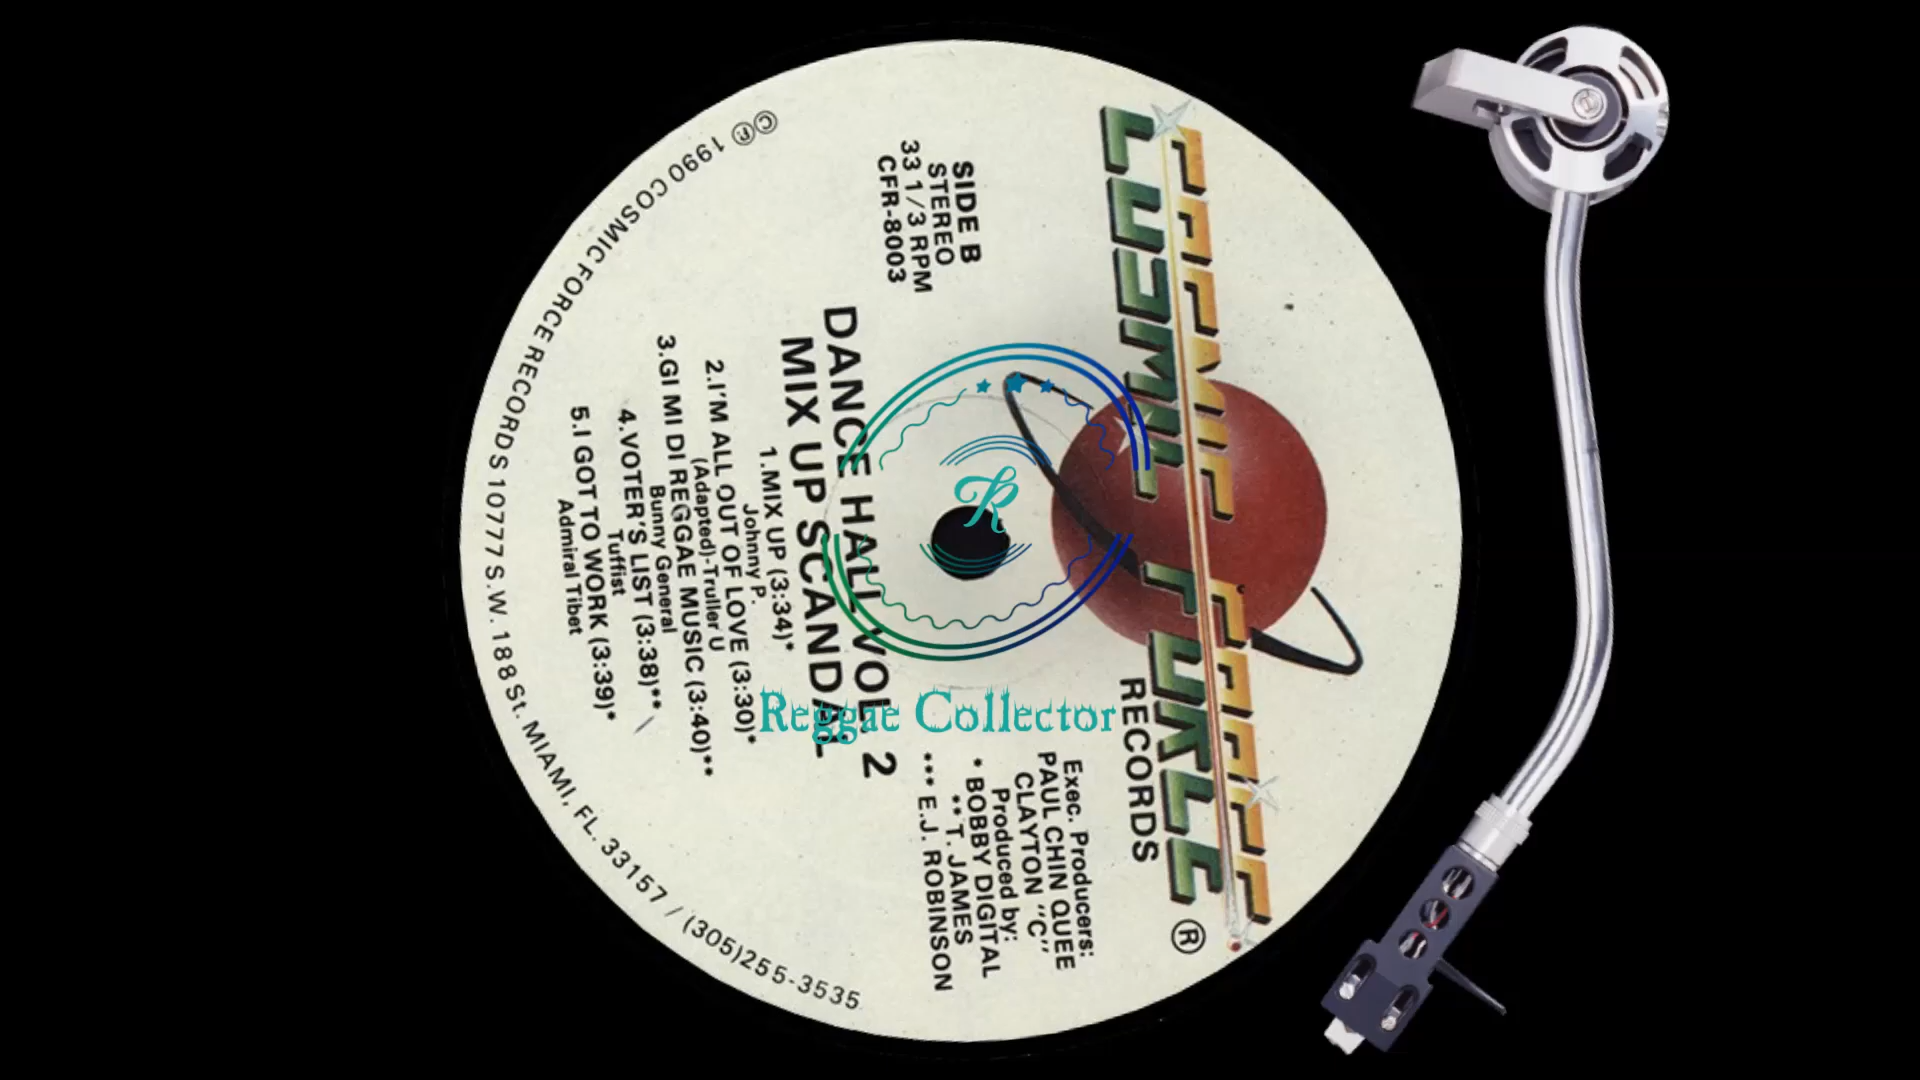 COSMIC FORCE
RECORDS
®
SIDE B
STEREO
33 1/3 RPM
CFR-8003
Exec. Producers:
PAUL CHIN QUEE
CLAYTON "C"
Produced by:
* BOBBY DIGITAL
** T. JAMES
*** E.J. ROBINSON
DANCE HALL VOL. 2
MIX UP SCANDAL
1.MIX UP (3:34)*
Johnny P.
2.I'M ALL OUT OF LOVE (3:30)*
(Adapted)-Truller U
3.GI MI DI REGGAE MUSIC (3:40)**
Bunny General
4.VOTER'S LIST (3:38)**
Tuffist
5.I GOT TO WORK (3:39)*
Admiral Tibet
©℗ 1990 COSMIC FORCE RECORDS 10777 S.W. 188 St. MIAMI, FL. 33157 / (305)255-3535
R
Reggae Collector